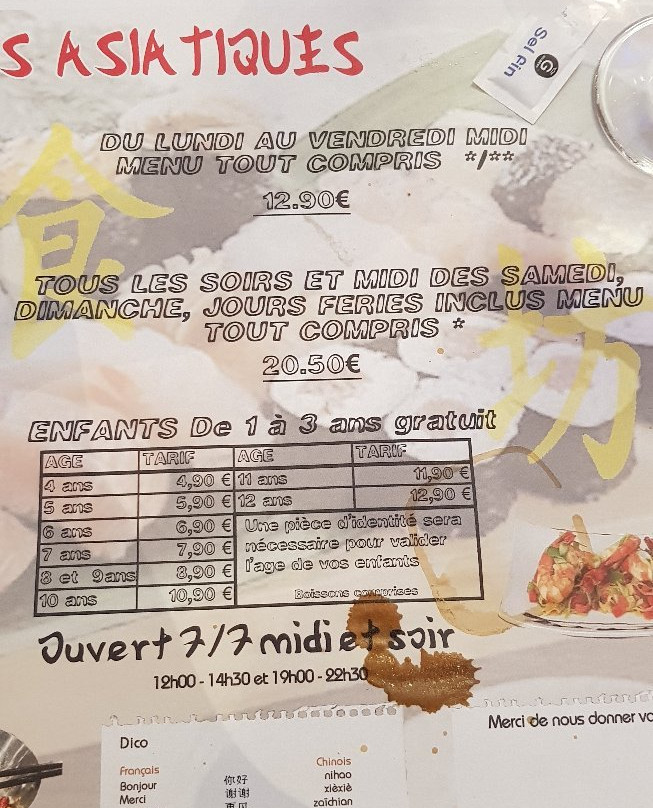 S ASIATIQUES
Sel fin
DU LUNDI AU VENDREDI MIDI
MENU TOUT COMPRIS */**
12.90€
食
TOUS LES SOIRS ET MIDI DES SAMEDI,
DIMANCHE, JOURS FERIES INCLUS MENU
TOUT COMPRIS *
20.50€
坊
ENFANTS De 1 à 3 ans gratuit
AGE TARIF AGE TARIF
4 ans 4,90 € 11 ans 11,90 €
5 ans 5,90 € 12 ans 12,90 €
6 ans 6,90 € Une pièce d'identité sera
7 ans 7,90 € nécessaire pour valider
8 et 9ans 8,90 € l'age de vos enfants
10 ans 10,90 € Boissons comprises
Ouvert 7/7 midi et soir
12h00 - 14h30 et 19h00 - 22h30
Merci de nous donner vo
Dico
Français Chinois
Bonjour 你好 nihao
Merci 谢谢 xièxiè
zaïchian